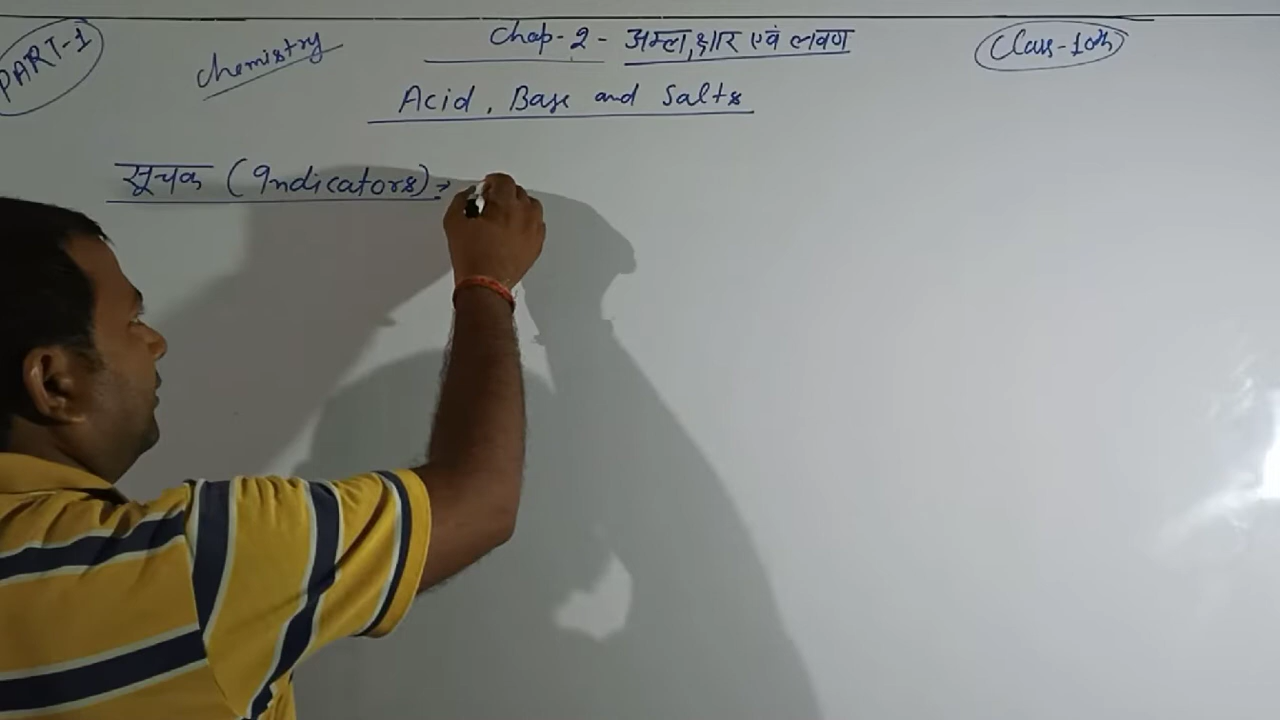 PART-1
Chemistry
Chap-2- अम्ल,क्षार एवं लवण
Class-10th
Acid, Base and Salts
सूचक (Indicators) →